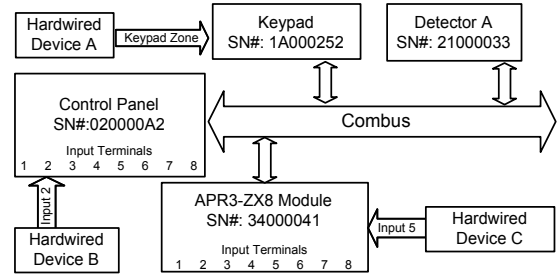 Hardwired
Device A
Keypad Zone
Keypad
SN#: 1A000252
Detector A
SN#: 21000033
Control Panel
SN#:020000A2
Input Terminals
1 2 3 4 5 6 7 8
Combus
Input 2
Hardwired
Device B
APR3-ZX8 Module
SN#: 34000041
Input Terminals
1 2 3 4 5 6 7 8
Input 5
Hardwired
Device C